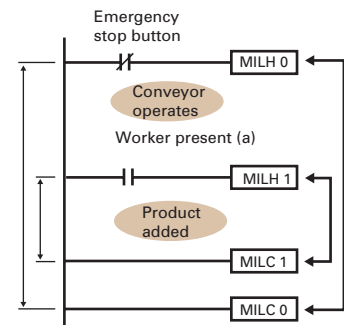 Emergency
stop button
MILH 0
Conveyor
operates
Worker present (a)
MILH 1
Product
added
MILC 1
MILC 0